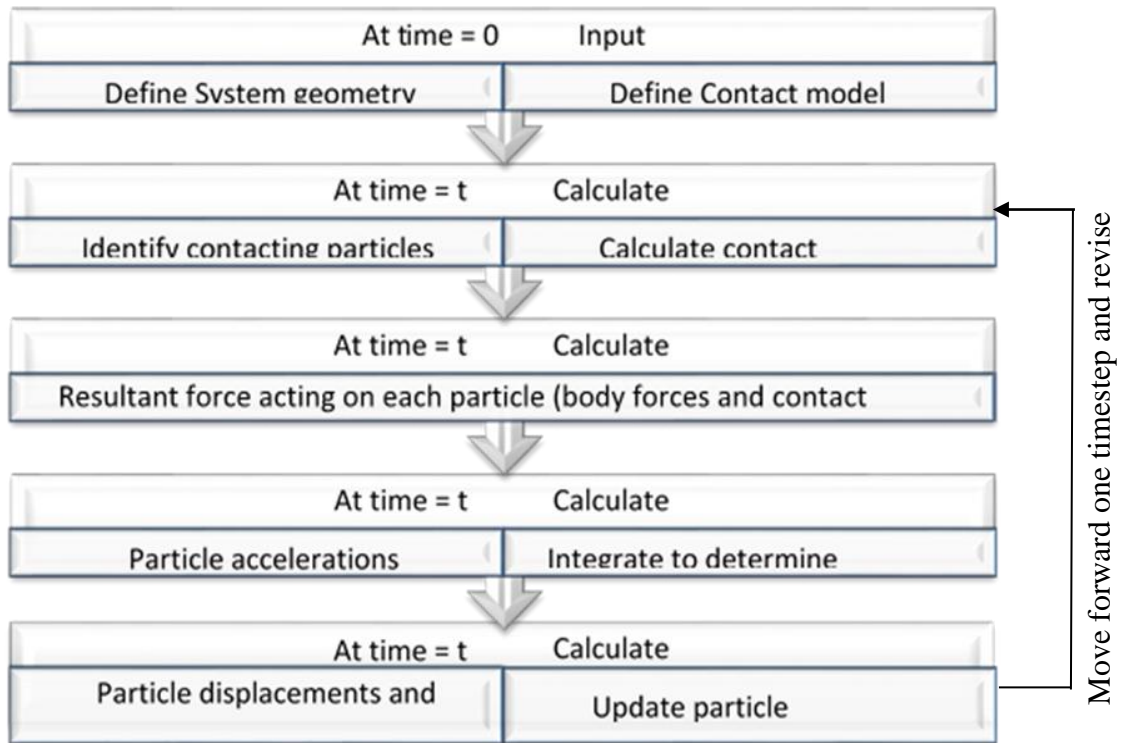 At time = 0 Input
Define System geometry
Define Contact model
At time = t Calculate
Identify contacting particles
Calculate contact
At time = t Calculate
Resultant force acting on each particle (body forces and contact
At time = t Calculate
Particle accelerations
Integrate to determine
At time = t Calculate
Particle displacements and
Update particle
Move forward one timestep and revise